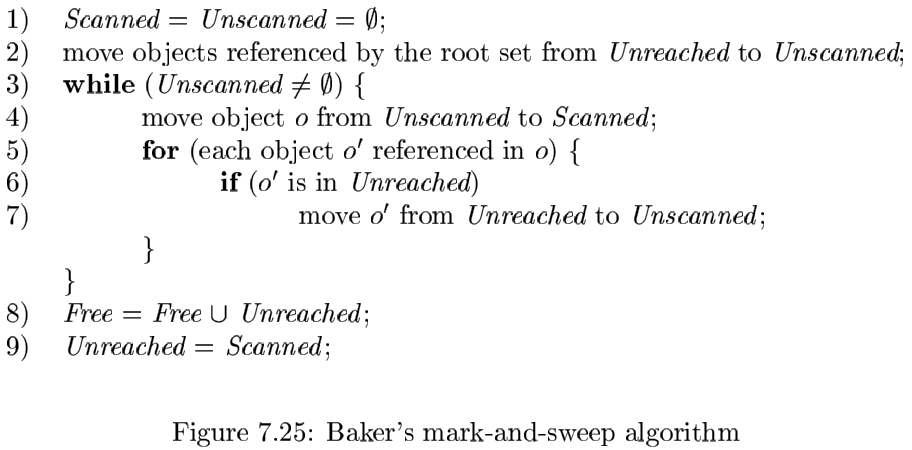 1) Scanned = Unscanned = ∅;
2) move objects referenced by the root set from Unreached to Unscanned;
3) while (Unscanned ≠ ∅) {
4) move object o from Unscanned to Scanned;
5) for (each object o′ referenced in o) {
6) if (o′ is in Unreached)
7) move o′ from Unreached to Unscanned;
}
}
8) Free = Free ∪ Unreached;
9) Unreached = Scanned;
Figure 7.25: Baker's mark-and-sweep algorithm